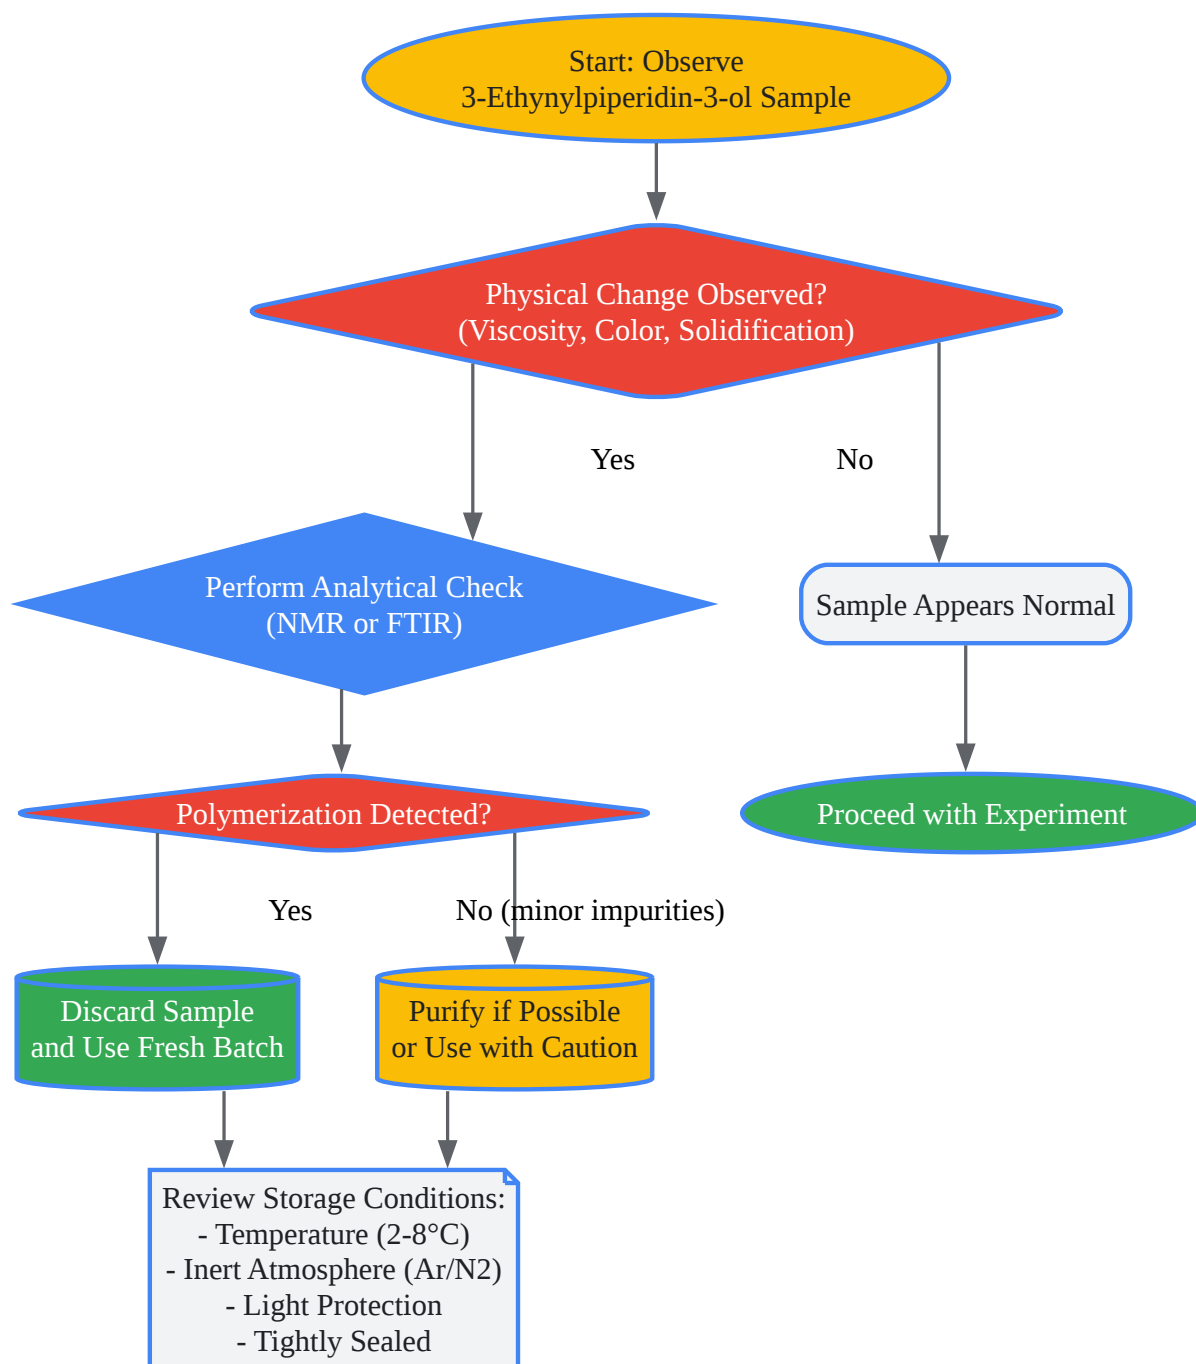 Start: Observe
3-Ethynylpiperidin-3-ol Sample
Physical Change Observed?
(Viscosity, Color, Solidification)
Yes
No
Perform Analytical Check
(NMR or FTIR)
Sample Appears Normal
Polymerization Detected?
Proceed with Experiment
Yes
No (minor impurities)
Discard Sample
and Use Fresh Batch
Purify if Possible
or Use with Caution
Review Storage Conditions:
- Temperature (2-8°C)
- Inert Atmosphere (Ar/N2)
- Light Protection
- Tightly Sealed